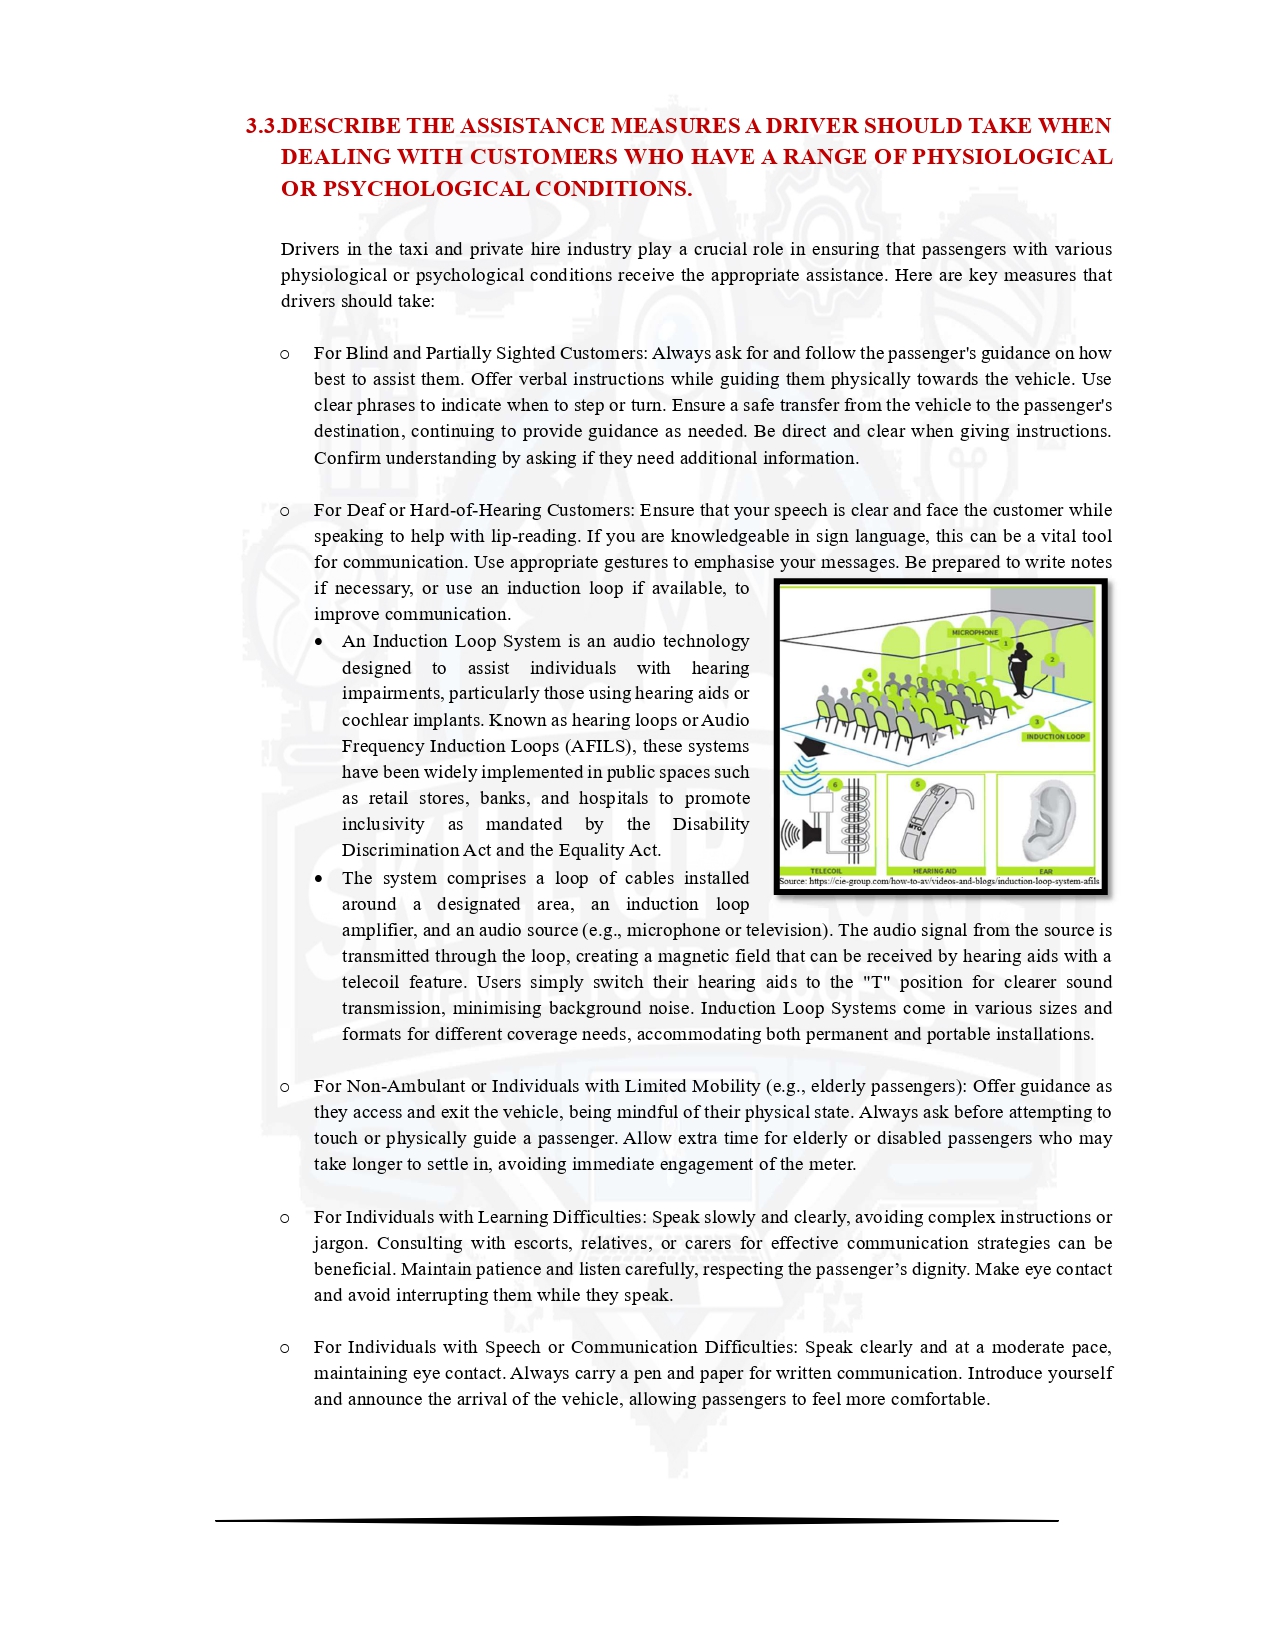 3.3.DESCRIBE THE ASSISTANCE MEASURES A DRIVER SHOULD TAKE WHEN
DEALING WITH CUSTOMERS WHO HAVE A RANGE OF PHYSIOLOGICAL
OR PSYCHOLOGICAL CONDITIONS.
Drivers in the taxi and private hire industry play a crucial role in ensuring that passengers with various
physiological or psychological conditions receive the appropriate assistance. Here are key measures that
drivers should take:
o For Blind and Partially Sighted Customers: Always ask for and follow the passenger's guidance on how
best to assist them. Offer verbal instructions while guiding them physically towards the vehicle. Use
clear phrases to indicate when to step or turn. Ensure a safe transfer from the vehicle to the passenger's
destination, continuing to provide guidance as needed. Be direct and clear when giving instructions.
Confirm understanding by asking if they need additional information.
o For Deaf or Hard-of-Hearing Customers: Ensure that your speech is clear and face the customer while
speaking to help with lip-reading. If you are knowledgeable in sign language, this can be a vital tool
for communication. Use appropriate gestures to emphasise your messages. Be prepared to write notes
if necessary, or use an induction loop if available, to
improve communication.
• An Induction Loop System is an audio technology
designed to assist individuals with hearing
impairments, particularly those using hearing aids or
cochlear implants. Known as hearing loops or Audio
Frequency Induction Loops (AFILS), these systems
have been widely implemented in public spaces such
as retail stores, banks, and hospitals to promote
inclusivity as mandated by the Disability
Discrimination Act and the Equality Act.
• The system comprises a loop of cables installed
around a designated area, an induction loop
amplifier, and an audio source (e.g., microphone or television). The audio signal from the source is
transmitted through the loop, creating a magnetic field that can be received by hearing aids with a
telecoil feature. Users simply switch their hearing aids to the "T" position for clearer sound
transmission, minimising background noise. Induction Loop Systems come in various sizes and
formats for different coverage needs, accommodating both permanent and portable installations.
MICROPHONE
1
2
4
3
INDUCTION LOOP
6
5
MTO
TELECOIL
HEARING AID
EAR
Source: https://cie-group.com/how-to-av/videos-and-blogs/induction-loop-system-afils
o For Non-Ambulant or Individuals with Limited Mobility (e.g., elderly passengers): Offer guidance as
they access and exit the vehicle, being mindful of their physical state. Always ask before attempting to
touch or physically guide a passenger. Allow extra time for elderly or disabled passengers who may
take longer to settle in, avoiding immediate engagement of the meter.
o For Individuals with Learning Difficulties: Speak slowly and clearly, avoiding complex instructions or
jargon. Consulting with escorts, relatives, or carers for effective communication strategies can be
beneficial. Maintain patience and listen carefully, respecting the passenger’s dignity. Make eye contact
and avoid interrupting them while they speak.
o For Individuals with Speech or Communication Difficulties: Speak clearly and at a moderate pace,
maintaining eye contact. Always carry a pen and paper for written communication. Introduce yourself
and announce the arrival of the vehicle, allowing passengers to feel more comfortable.